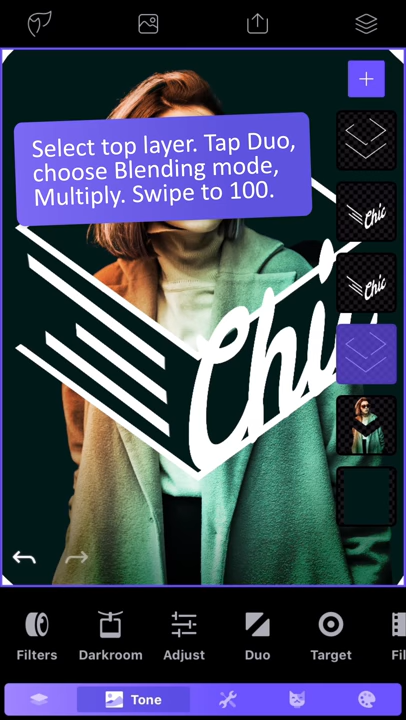 Select top layer. Tap Duo,
choose Blending mode,
Multiply. Swipe to 100.
Chic
Chic
Chic
Filters
Darkroom
Adjust
Duo
Target
Fil
Tone